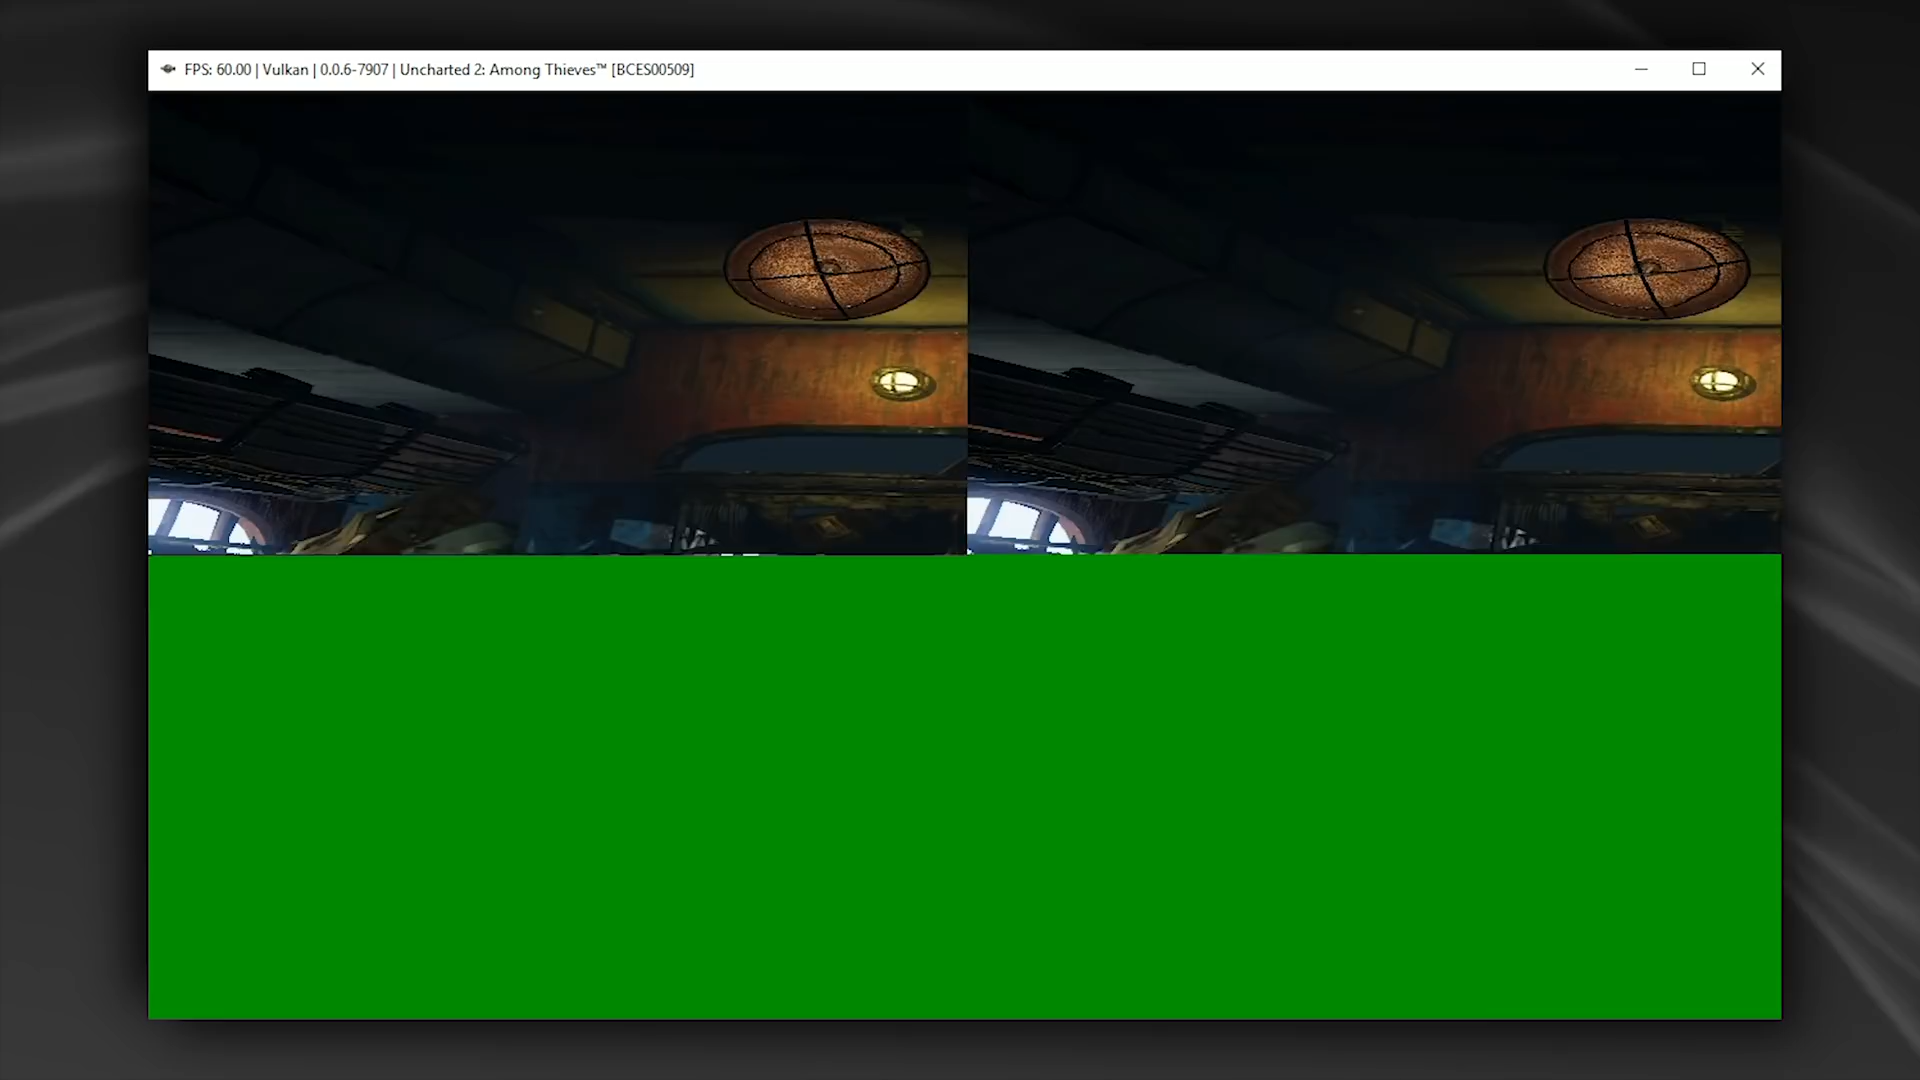 FPS: 60.00 | Vulkan | 0.0.6-7907 | Uncharted 2: Among Thieves™ [BCES00509]